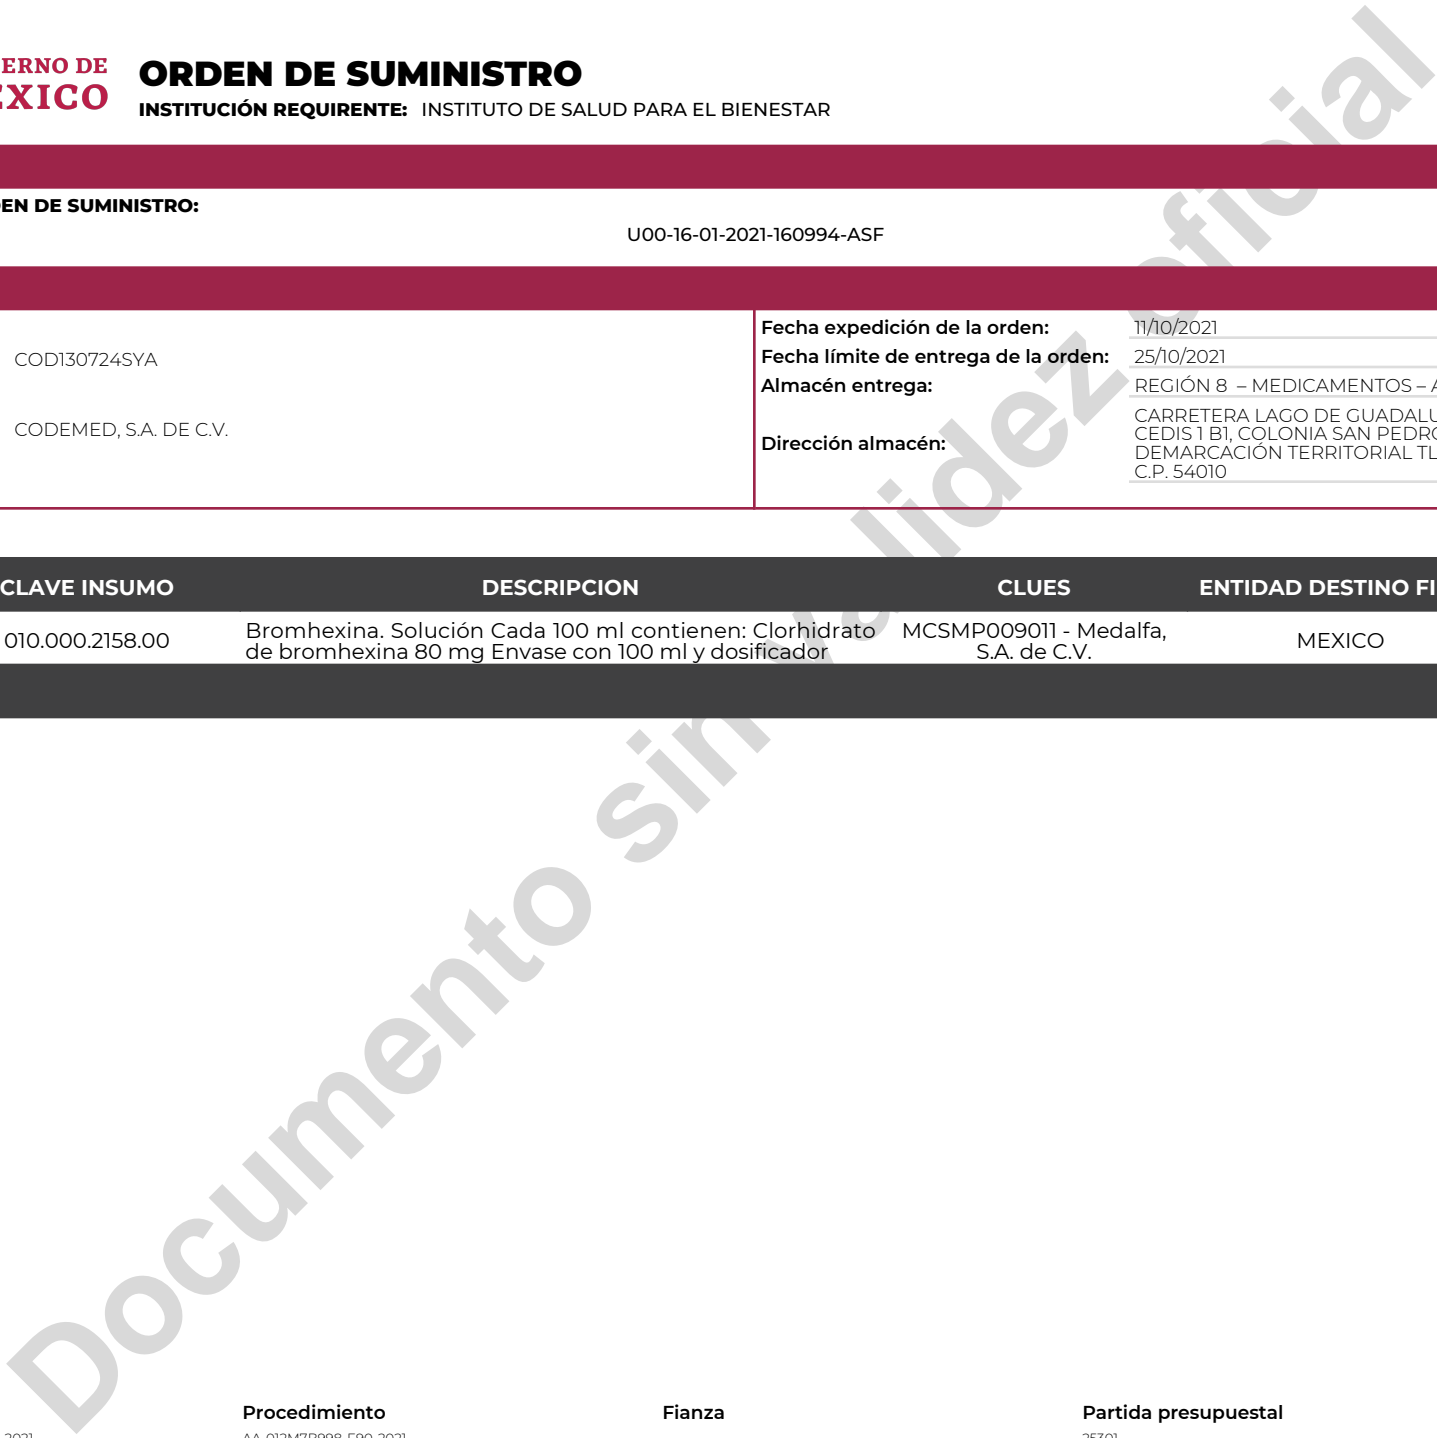 ERNO DE
ORDEN DE SUMINISTRO
INSTITUCIÓN REQUIRENTE: INSTITUTO DE SALUD PARA EL BIENESTAR
EN DE SUMINISTRO:
U00-16-01-2021-160994-ASF
COD130724SYA
CODEMED, S.A. DE C.V.
Fecha expedición de la orden: 11/10/2021
Fecha límite de entrega de la orden: 25/10/2021
Almacén entrega: REGIÓN 8 – MEDICAMENTOS –
Dirección almacén: CARRETERA LAGO DE
CEDIS 1 B1, COLONIA SAN
DEMARCACIÓN TERRITORIAL
C.P. 54010
CLAVE INSUMO DESCRIPCION CLUES ENTIDAD DESTINO
010.000.2158.00
Bromhexina. Solución Cada 100 ml contienen: Clorhidrato
de bromhexina 80 mg Envase con 100 ml y dosificador
MCSMP009011 - Medalfa,
S.A. de C.V.
MEXICO
Documento sin validez oficial
Procedimiento Fianza Partida presupuestal